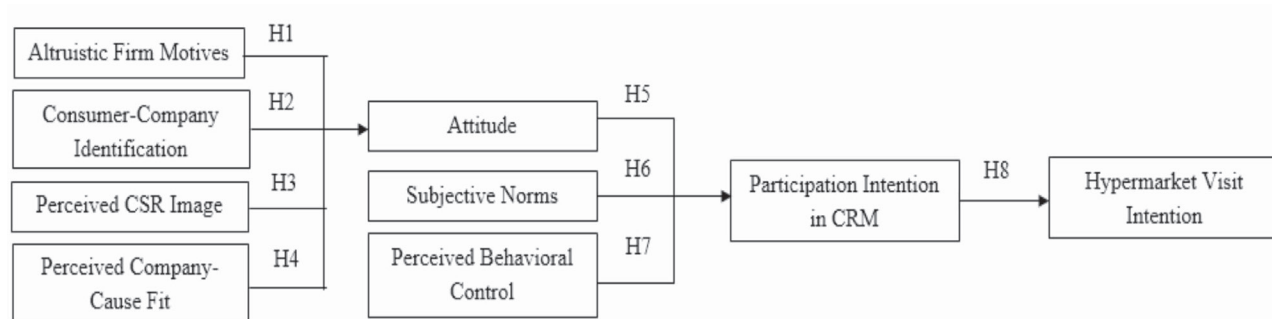 H1
Altruistic Firm Motives
H2
Consumer-Company
Identification
H3
Perceived CSR Image
H4
Perceived Company-
Cause Fit
H5
Attitude
H6
Subjective Norms
H7
Perceived Behavioral
Control
Participation Intention
in CRM
H8
Hypermarket Visit
Intention